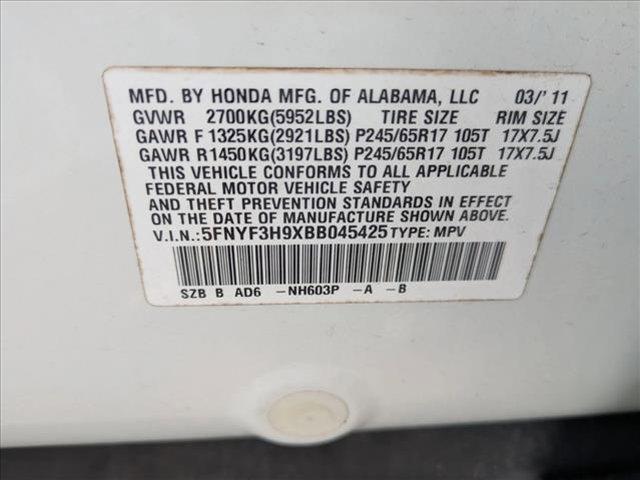 MFD. BY HONDA MFG. OF ALABAMA, LLC 03/'11
GVWR 2700KG(5952LBS) TIRE SIZE RIM SIZE
GAWR F 1325KG(2921LBS) P245/65R17 105T 17X7.5J
GAWR R 1450KG(3197LBS) P245/65R17 105T 17X7.5J
THIS VEHICLE CONFORMS TO ALL APPLICABLE
FEDERAL MOTOR VEHICLE SAFETY
AND THEFT PREVENTION STANDARDS IN EFFECT
ON THE DATE OF MANUFACTURE SHOWN ABOVE.
V.I.N.:5FNYF3H9XBB045425 TYPE: MPV
SZB B AD6 -NH603P -A -B